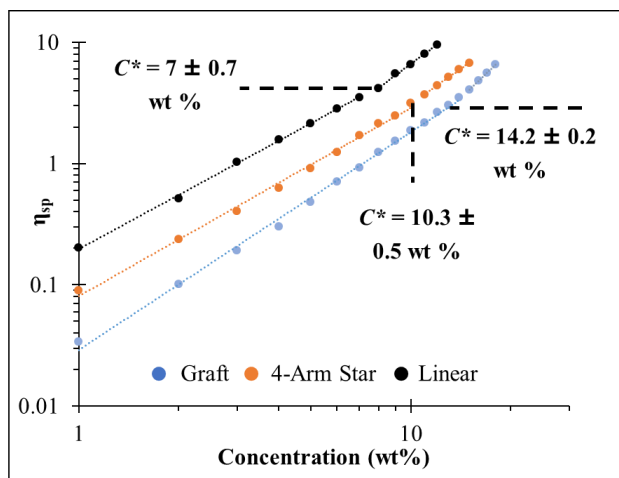 10
C* = 7 ± 0.7
wt %
1
C* = 14.2 ± 0.2
wt %
ηsp
C* = 10.3 ±
0.5 wt %
0.1
Graft 4-Arm Star Linear
0.01
1 10
Concentration (wt%)